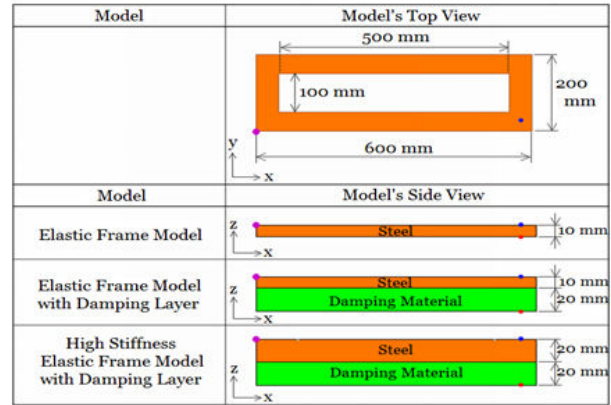 Model Model's Top View
500 mm
100 mm
200
mm
600 mm
y
x
Model Model's Side View
Elastic Frame Model
z
x
Steel
10 mm
Elastic Frame Model
with Damping Layer
z
x
Steel
10 mm
Damping Material
20 mm
High Stiffness
Elastic Frame Model
with Damping Layer
z
x
Steel
20 mm
Damping Material
20 mm